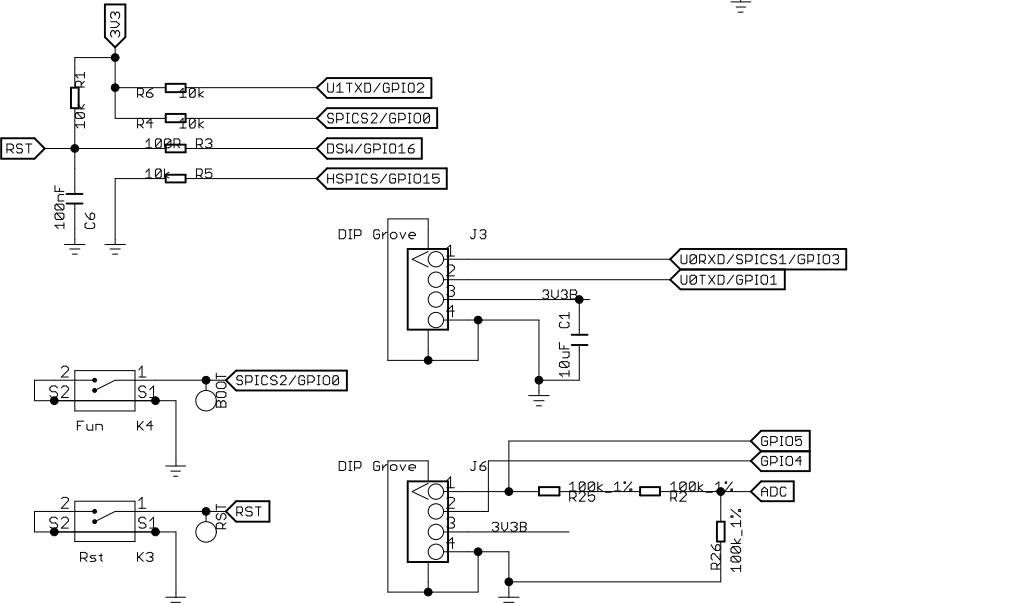 3V3
R1
10k
R6 10k
U1TXD/GPIO2
R4 10k
SPICS2/GPIO0
RST
100R R3
DSW/GPIO16
10k R5
HSPICS/GPIO15
100nF
C6
DIP Grove J3
1
U0RXD/SPICS1/GPIO3
2
U0TXD/GPIO1
3
3V3B
4
C1
10uF
2 1
SPICS2/GPIO0
S2 S1
BOOT
Fun K4
DIP Grove J6
GPIO5
GPIO4
1
100k_1% 100k_1%
R25 R2
ADC
2
3
3V3B
4
R26
100k_1%
2 1
RST
S2 S1
RST
Rst K3